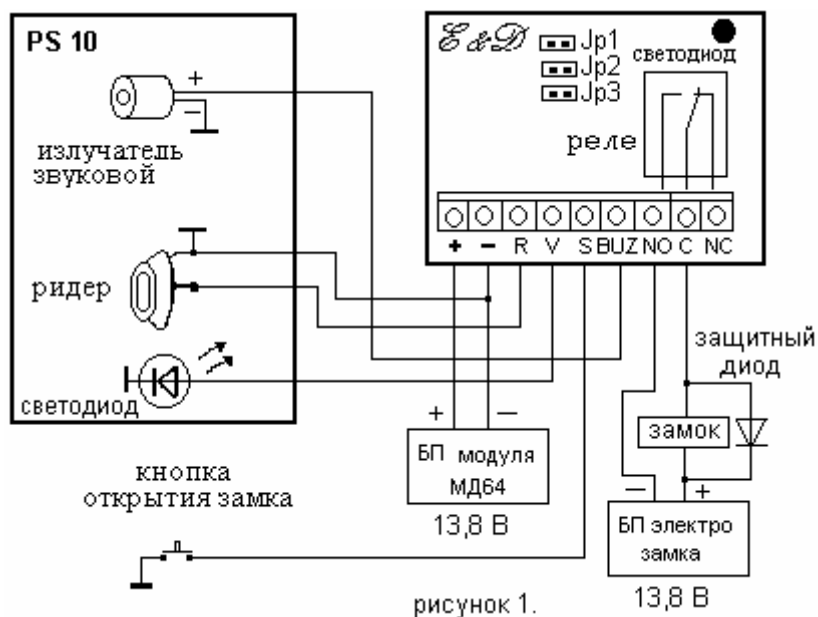 PS 10
+
−
излучатель
звуковой
ридер
светодиод
E & D
Jp1
Jp2
Jp3
светодиод
реле
+ − R V S BUZ NO C NC
защитный
диод
замок
+ −
БП модуля
МД64
13,8 В
− +
БП электро
замка
13,8 В
кнопка
открытия замка
рисунок 1.